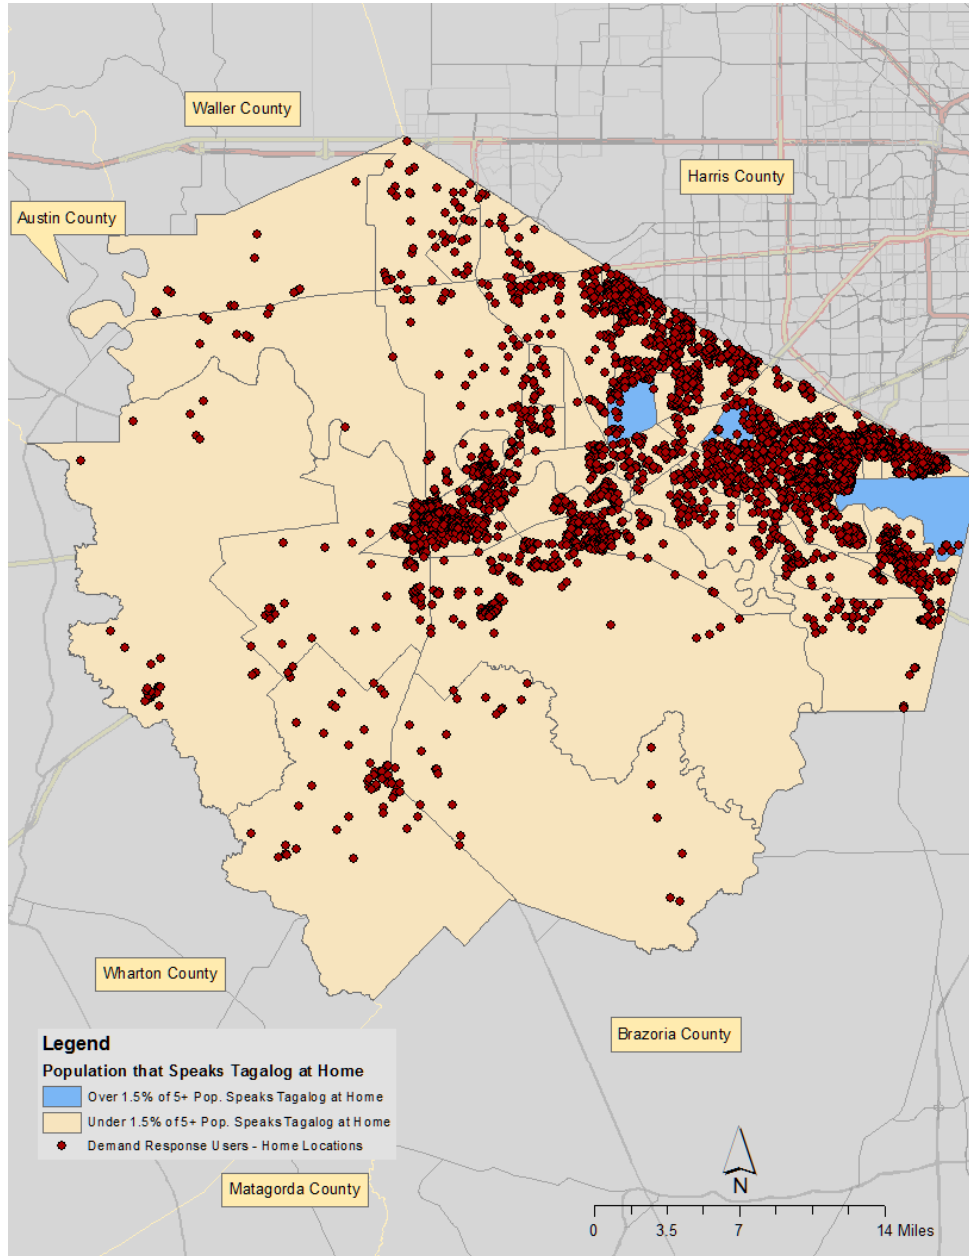 Waller County
Harris County
Austin County
Wharton County
Brazoria County
Legend
Population that Speaks Tagalog at Home
Over 1.5% of 5+ Pop. Speaks Tagalog at Home
Under 1.5% of 5+ Pop. Speaks Tagalog at Home
Demand Response Users - Home Locations
Matagorda County
N
0 3.5 7 14 Miles